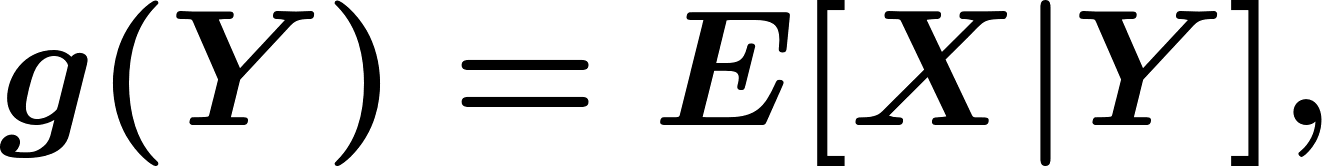 g(Y) = E[X|Y],